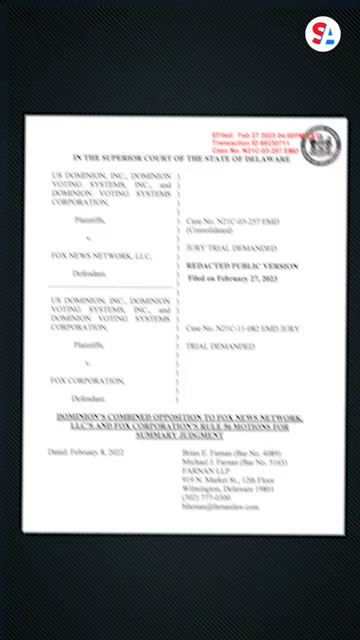 SA
EFiled: Feb 27 2023 04:00PM
Transaction ID 69230711
Case No. N21C-03-257 EMD
IN THE SUPERIOR COURT OF THE STATE OF DELAWARE
US DOMINION, INC., DOMINION
VOTING SYSTEMS, INC., and
DOMINION VOTING SYSTEMS
CORPORATION,
Plaintiffs,
v.
FOX NEWS NETWORK, LLC,
Defendant.
Case No. N21C-03-257 EMD
(Consolidated)
JURY TRIAL DEMANDED
REDACTED PUBLIC VERSION
Filed on February 27, 2023
US DOMINION, INC., DOMINION
VOTING SYSTEMS, INC., and
DOMINION VOTING SYSTEMS
CORPORATION,
Plaintiffs,
v.
FOX CORPORATION,
Defendant.
Case No. N21C-11-082 EMD JURY
TRIAL DEMANDED
DOMINION'S COMBINED OPPOSITION TO FOX NEWS NETWORK,
LLC'S AND FOX CORPORATION'S RULE 56 MOTIONS FOR
SUMMARY JUDGMENT
Dated: February 8, 2022
Brian E. Farnan (Bar No. 4089)
Michael J. Farnan (Bar No. 5165)
FARNAN LLP
919 N. Market St., 12th Floor
Wilmington, Delaware 19801
(302) 777-0300
bfarnan@farnanlaw.com